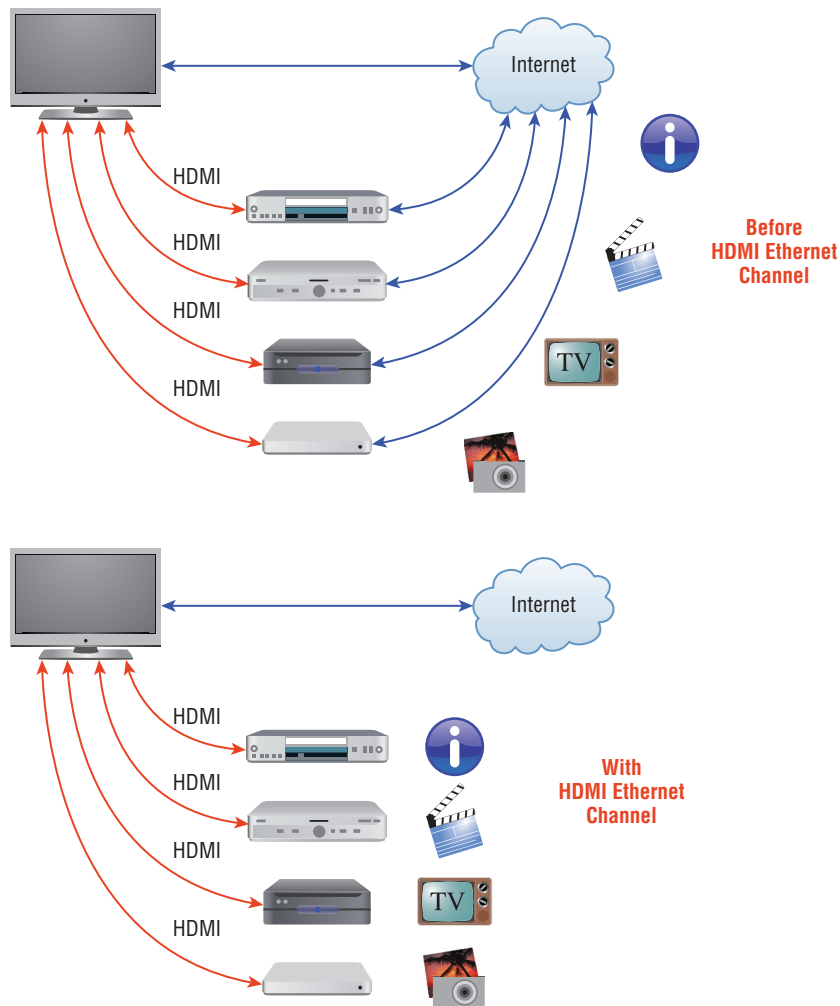 Internet
HDMI
HDMI
HDMI
HDMI
Before
HDMI Ethernet
Channel
TV
Internet
HDMI
HDMI
HDMI
HDMI
With
HDMI Ethernet
Channel
TV